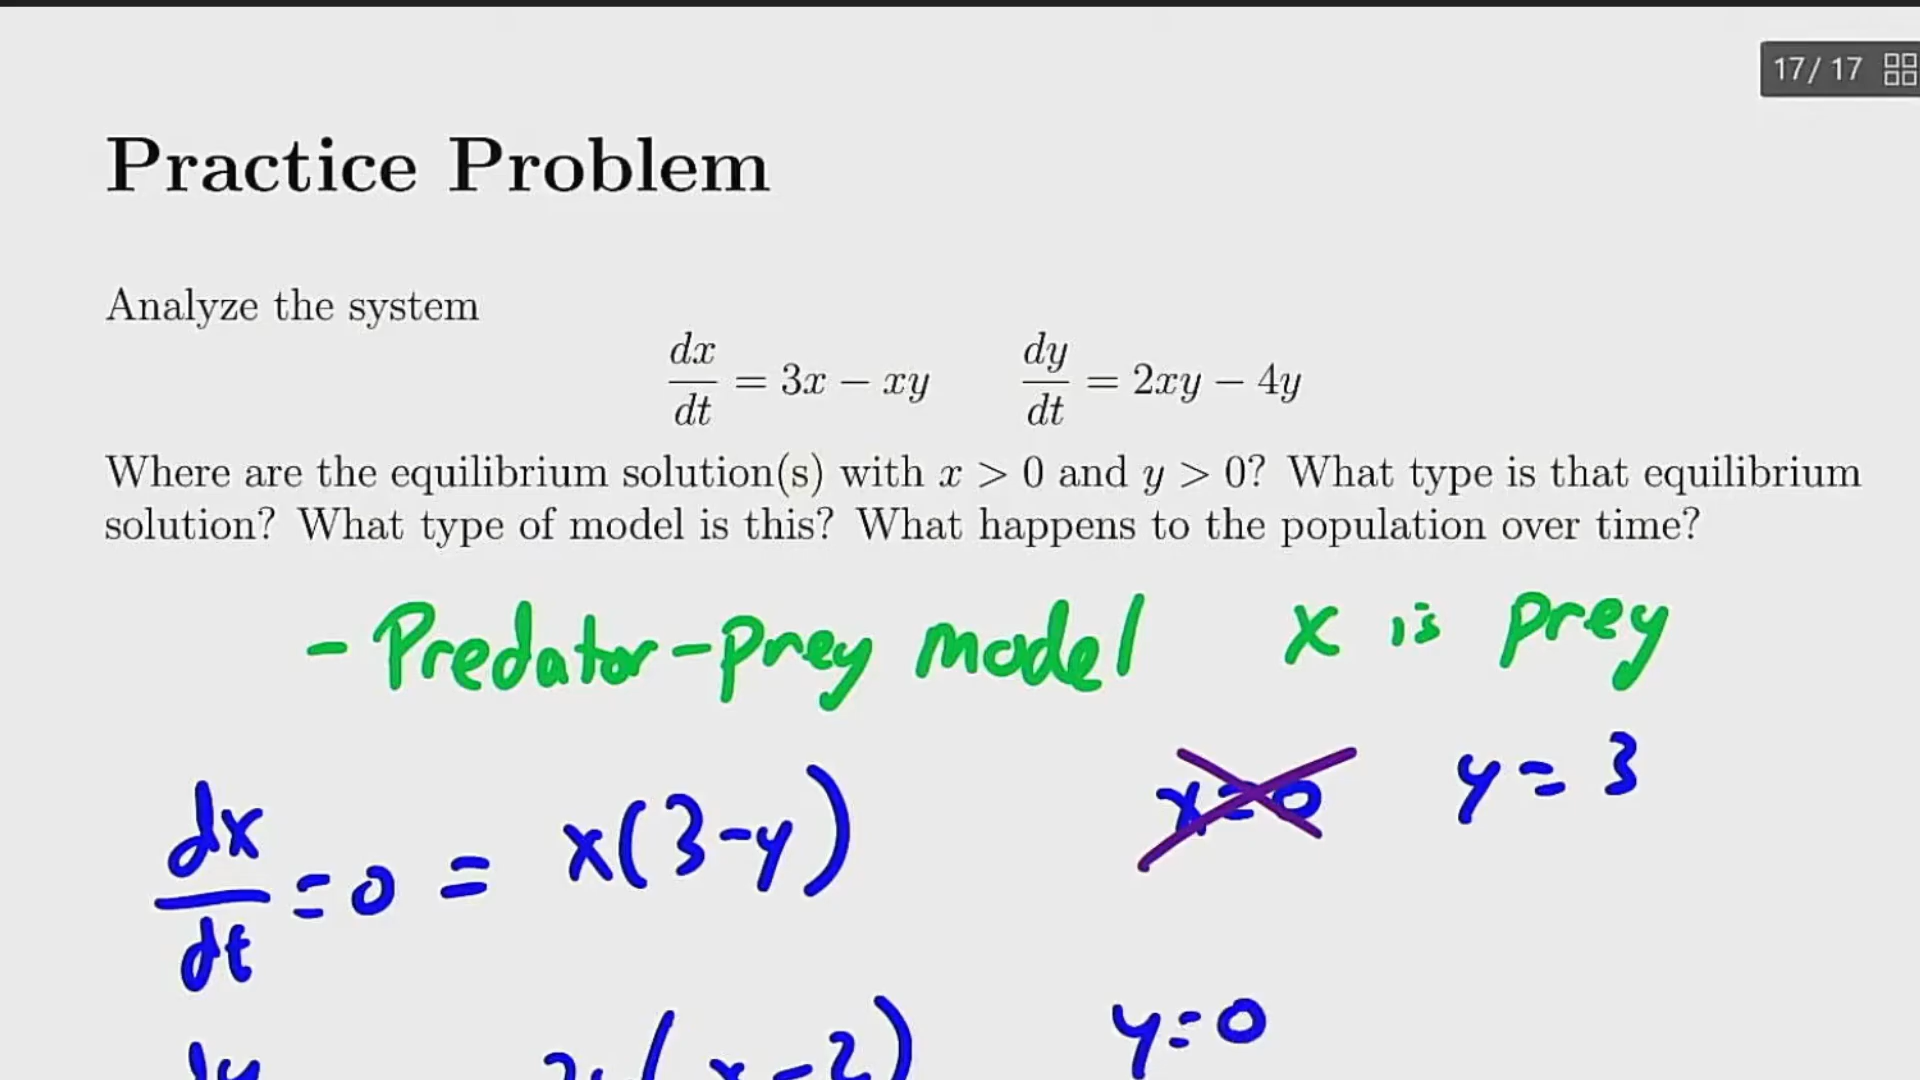 17/ 17
Practice Problem
Analyze the system
dx/dt = 3x − xy    dy/dt = 2xy − 4y
Where are the equilibrium solution(s) with x > 0 and y > 0? What type is that equilibrium
solution? What type of model is this? What happens to the population over time?
- Predator-prey model    x is prey
dx/dt = 0 = x(3-y)    x=0    y = 3
(x-2)    y=0